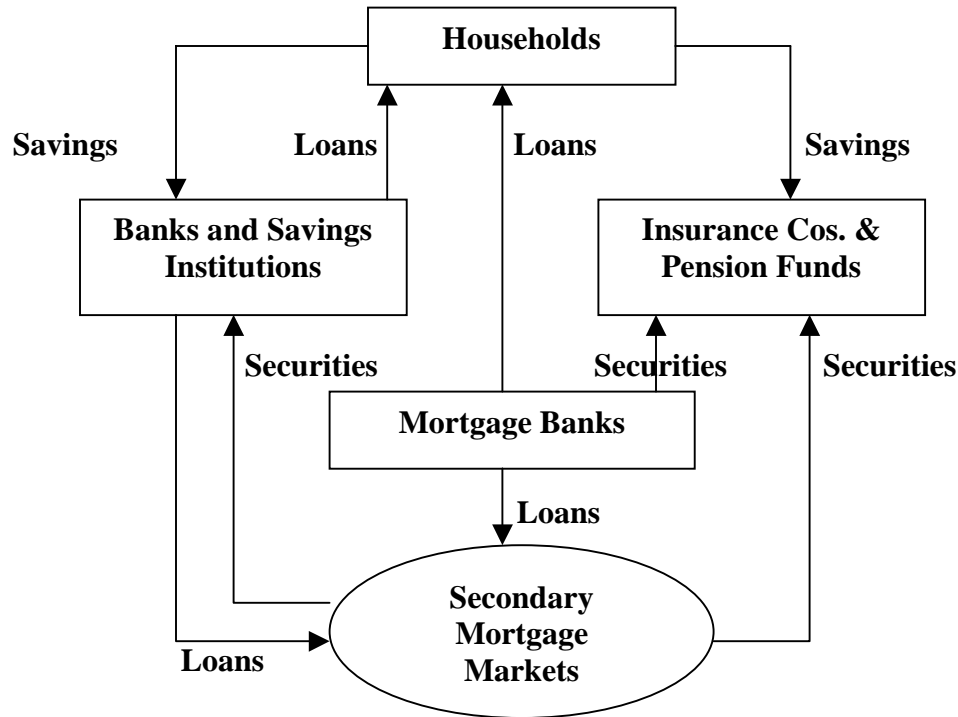 Households
Savings
Loans
Loans
Savings
Banks and Savings
Institutions
Insurance Cos. &
Pension Funds
Securities
Securities
Securities
Mortgage Banks
Loans
Secondary
Mortgage
Markets
Loans